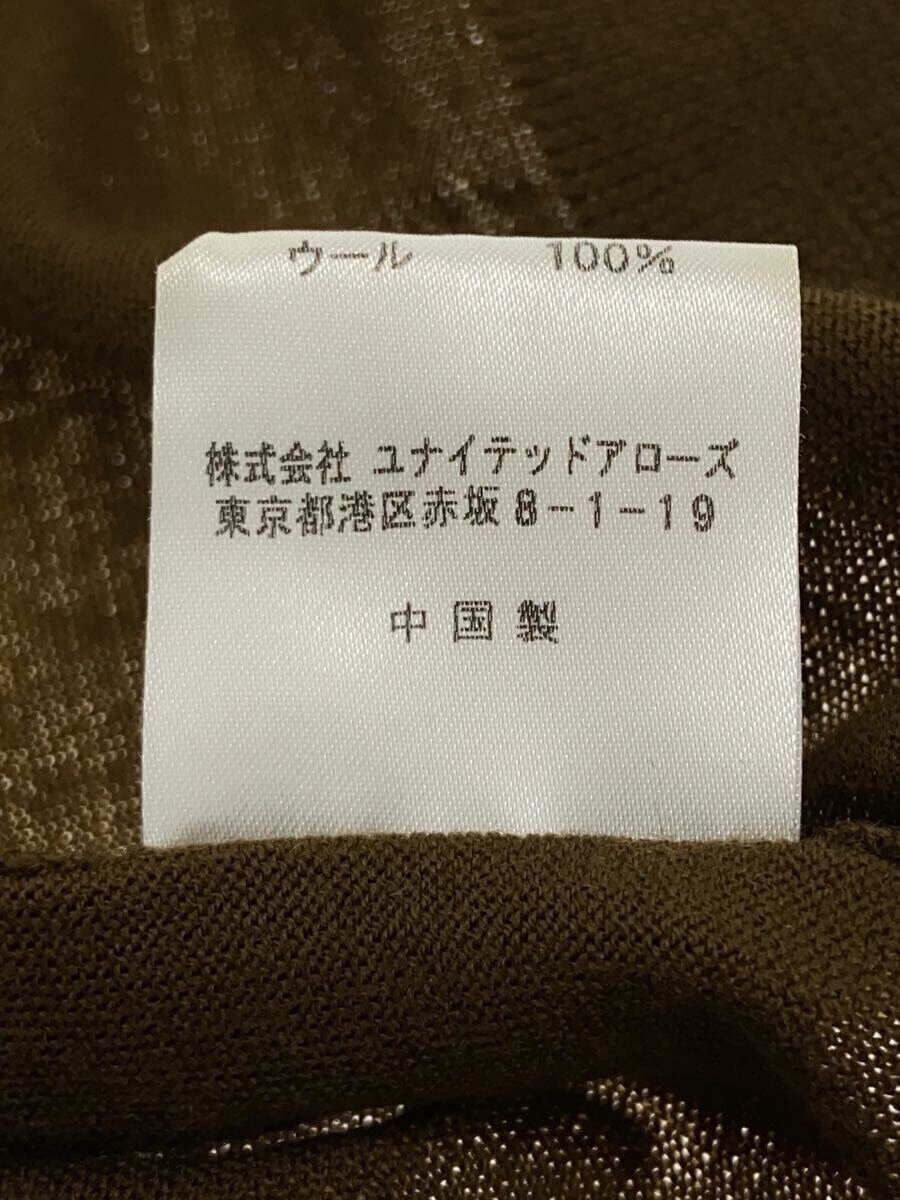 ウール 100%
株式会社 ユナイテッドアローズ
東京都港区赤坂8-1-19
中国製